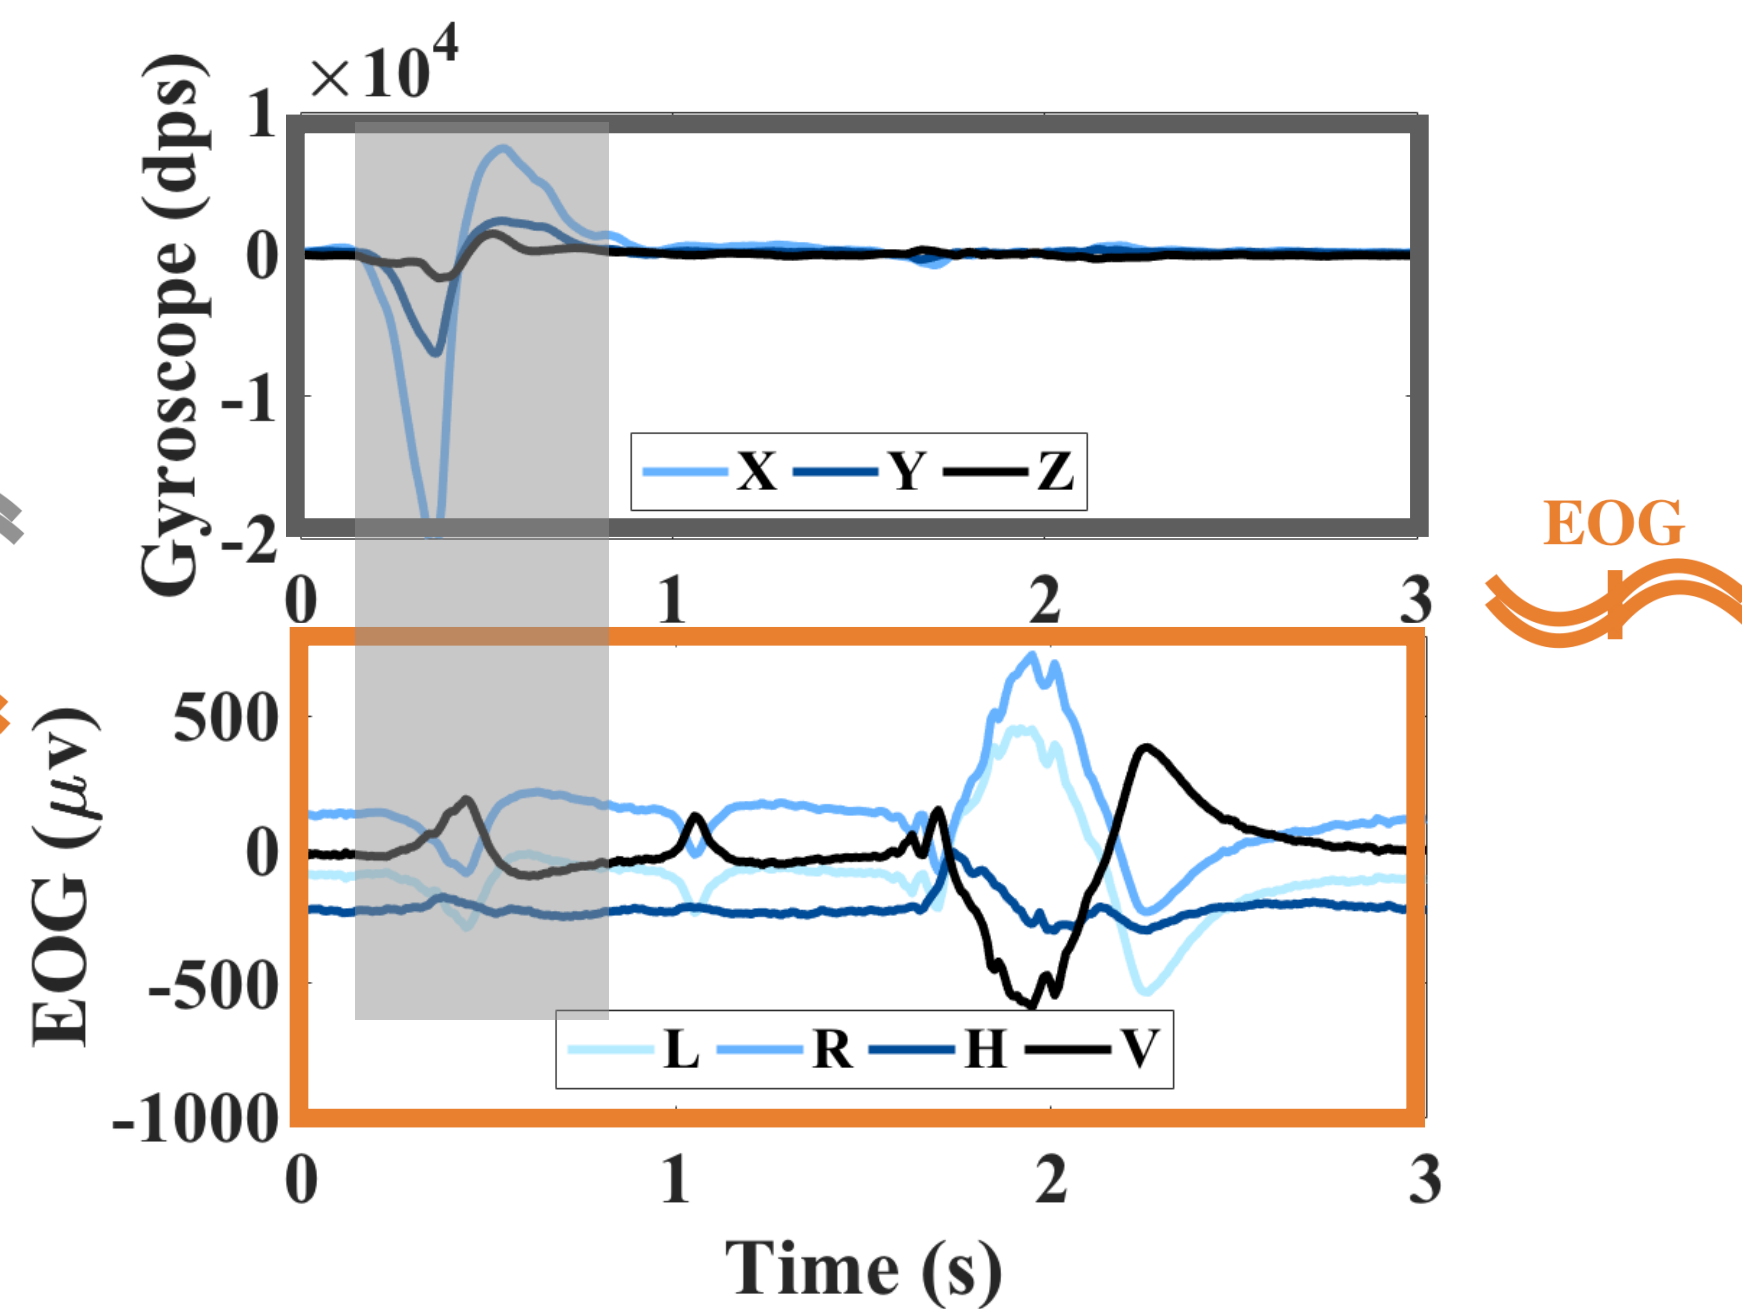 ×10⁴
Gyroscope (dps)
1
0
-1
-2
X Y Z
0 1 2 3
EOG
EOG (μv)
500
0
-500
-1000
L R H V
0 1 2 3
Time (s)